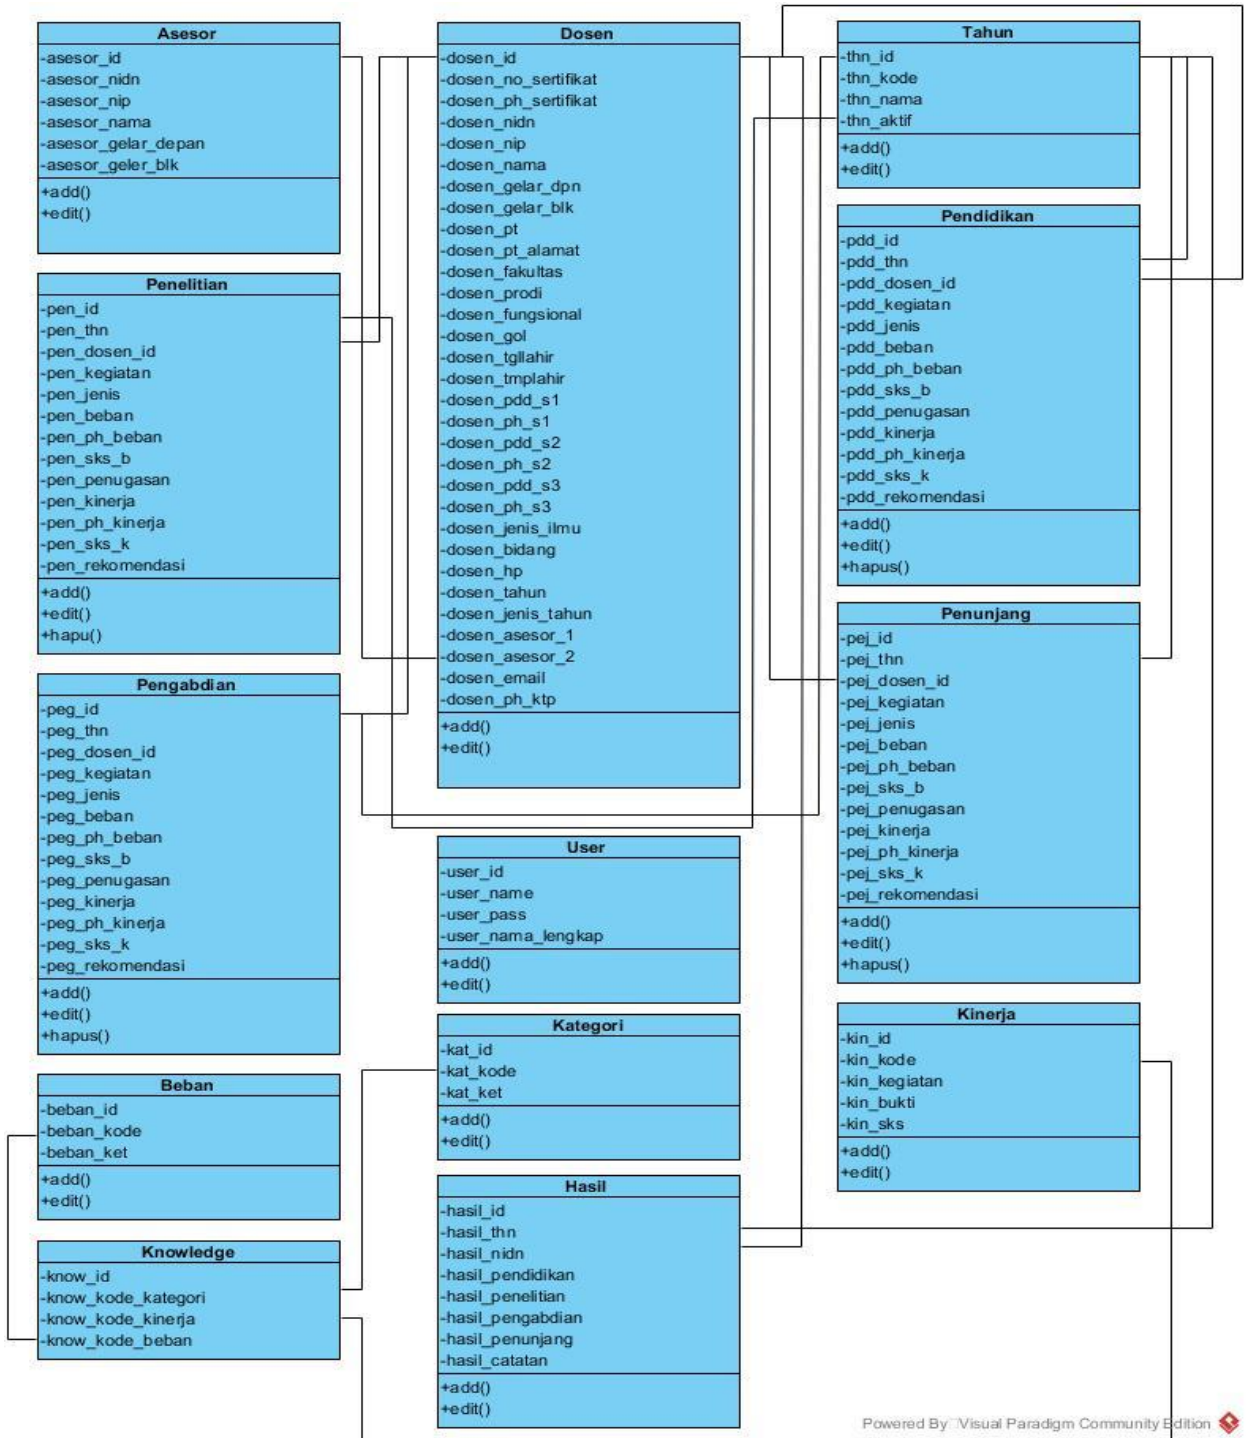 Asesor
-asesor_id
-asesor_nidn
-asesor_nip
-asesor_nama
-asesor_gelar_depan
-asesor_geler_blk
+add()
+edit()
Penelitian
-pen_id
-pen_thn
-pen_dosen_id
-pen_kegiatan
-pen_jenis
-pen_beban
-pen_ph_beban
-pen_sks_b
-pen_penugasan
-pen_kinerja
-pen_ph_kinerja
-pen_sks_k
-pen_rekomendasi
+add()
+edit()
+hapu()
Pengabdian
-peg_id
-peg_thn
-peg_dosen_id
-peg_kegiatan
-peg_jenis
-peg_beban
-peg_ph_beban
-peg_sks_b
-peg_penugasan
-peg_kinerja
-peg_ph_kinerja
-peg_sks_k
-peg_rekomendasi
+add()
+edit()
+hapus()
Beban
-beban_id
-beban_kode
-beban_ket
+add()
+edit()
Knowledge
-know_id
-know_kode_kategori
-know_kode_kinerja
-know_kode_beban
Dosen
-dosen_id
-dosen_no_sertifikat
-dosen_ph_sertifikat
-dosen_nidn
-dosen_nip
-dosen_nama
-dosen_gelar_dpn
-dosen_gelar_blk
-dosen_pt
-dosen_pt_alamat
-dosen_fakultas
-dosen_prodi
-dosen_fungsional
-dosen_gol
-dosen_tgllahir
-dosen_tmplahir
-dosen_pdd_s1
-dosen_ph_s1
-dosen_pdd_s2
-dosen_ph_s2
-dosen_pdd_s3
-dosen_ph_s3
-dosen_jenis_ilmu
-dosen_bidang
-dosen_hp
-dosen_tahun
-dosen_jenis_tahun
-dosen_asesor_1
-dosen_asesor_2
-dosen_email
-dosen_ph_ktp
+add()
+edit()
User
-user_id
-user_name
-user_pass
-user_nama_lengkap
+add()
+edit()
Kategori
-kat_id
-kat_kode
-kat_ket
+add()
+edit()
Hasil
-hasil_id
-hasil_thn
-hasil_nidn
-hasil_pendidikan
-hasil_penelitian
-hasil_pengabdian
-hasil_penunjang
-hasil_catatan
+add()
+edit()
Tahun
-thn_id
-thn_kode
-thn_nama
-thn_aktif
+add()
+edit()
Pendidikan
-pdd_id
-pdd_thn
-pdd_dosen_id
-pdd_kegiatan
-pdd_jenis
-pdd_beban
-pdd_ph_beban
-pdd_sks_b
-pdd_penugasan
-pdd_kinerja
-pdd_ph_kinerja
-pdd_sks_k
-pdd_rekomendasi
+add()
+edit()
+hapus()
Penunjang
-pej_id
-pej_thn
-pej_dosen_id
-pej_kegiatan
-pej_jenis
-pej_beban
-pej_ph_beban
-pej_sks_b
-pej_penugasan
-pej_kinerja
-pej_ph_kinerja
-pej_sks_k
-pej_rekomendasi
+add()
+edit()
+hapus()
Kinerja
-kin_id
-kin_kode
-kin_kegiatan
-kin_bukti
-kin_sks
+add()
+edit()
Powered By Visual Paradigm Community Edition